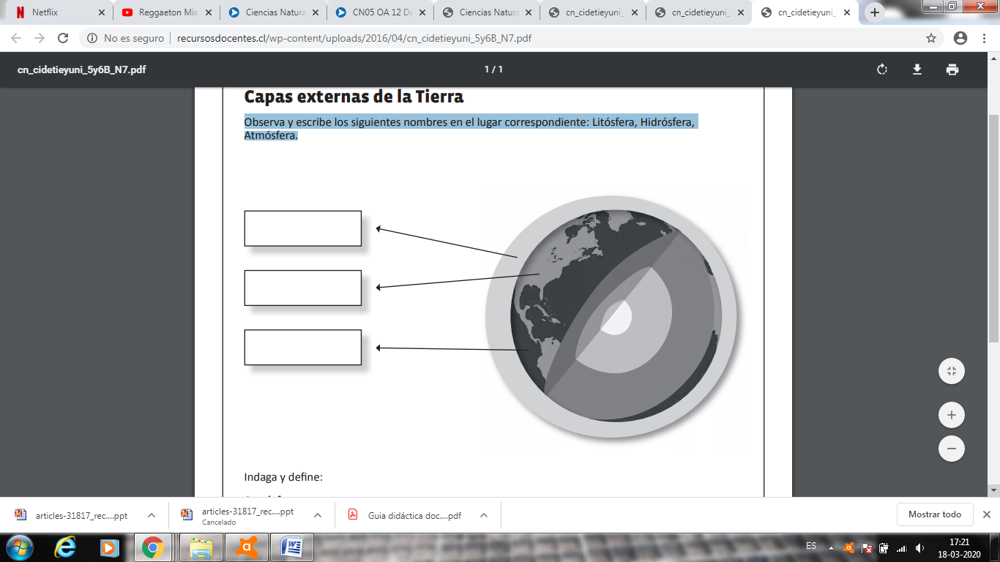 Netflix
Reggaeton Mix
Ciencias Natura
CN05 OA 12 De
Ciencias Natura
cn_cidetieyuni_
cn_cidetieyuni_
cn_cidetieyuni_
No es seguro
recursosdocentes.cl/wp-content/uploads/2016/04/cn_cidetieyuni_5y6B_N7.pdf
cn_cidetieyuni_5y6B_N7.pdf
1 / 1
Capas externas de la Tierra
Observa y escribe los siguientes nombres en el lugar correspondiente: Litósfera, Hidrósfera,
Atmósfera.
Indaga y define:
articles-31817_rec....ppt
articles-31817_rec....ppt
Cancelado
Guia didáctica doc....pdf
Mostrar todo
ES
17:21
18-03-2020